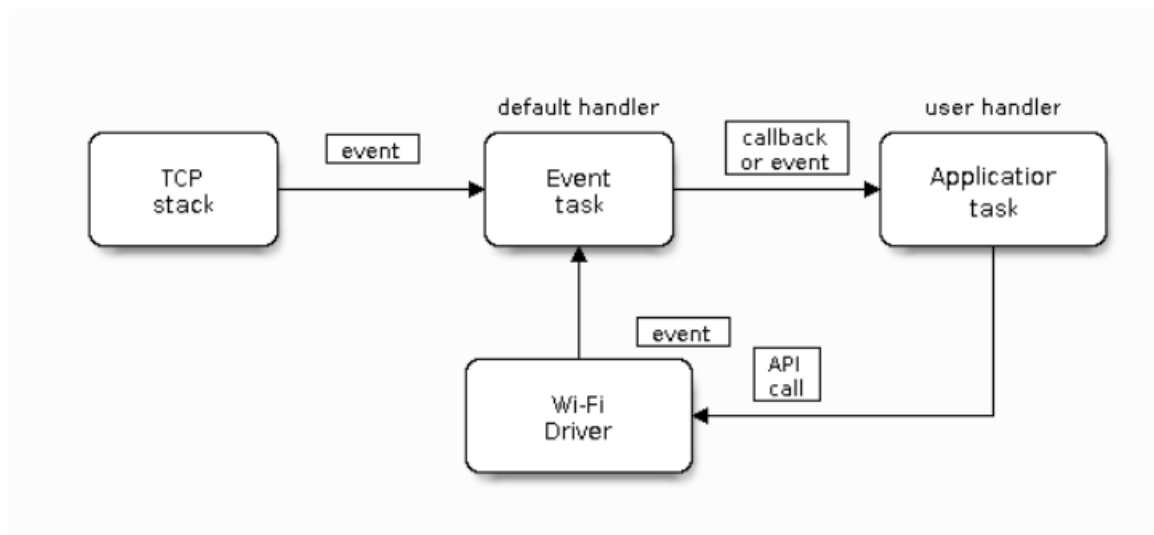 default handler
user handler
event
callback
or event
TCP
stack
Event
task
Application
task
event
API
call
Wi-Fi
Driver